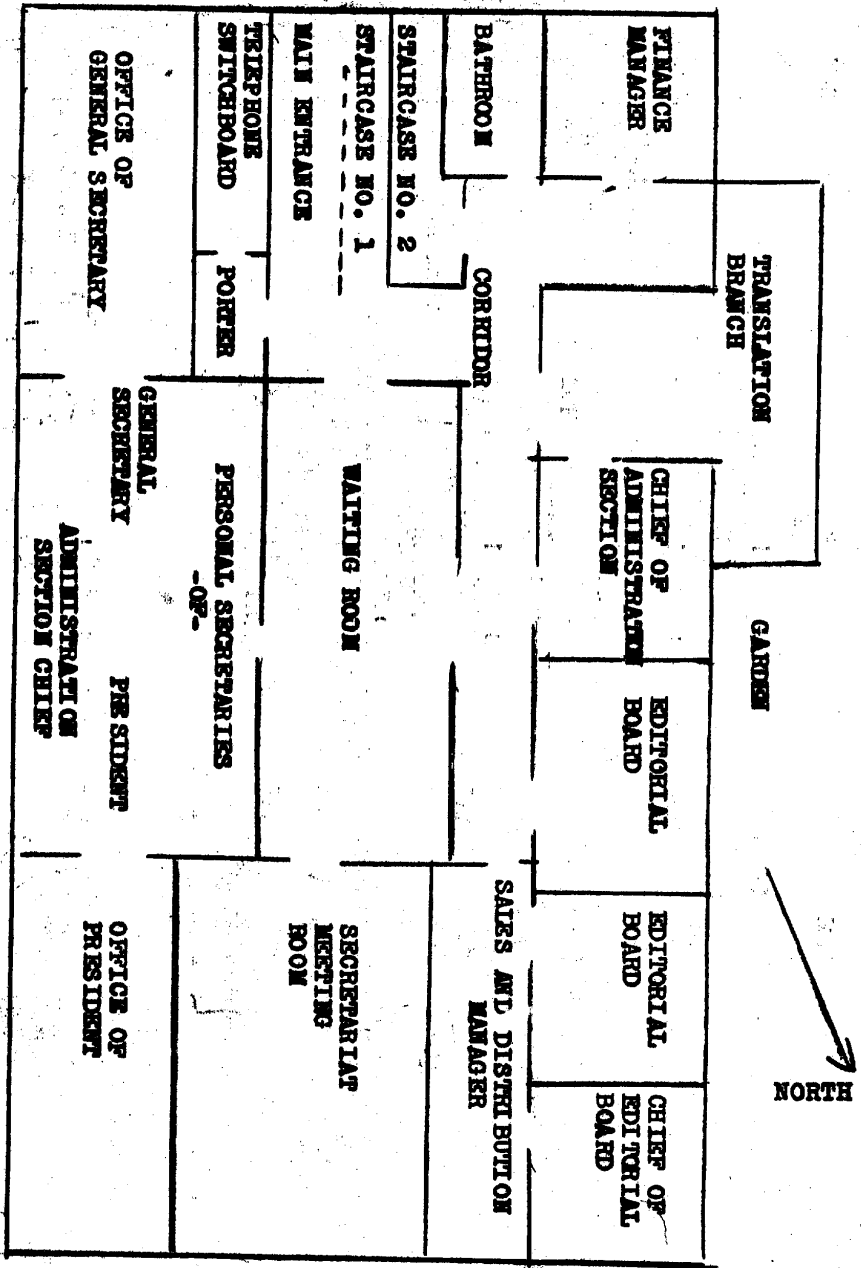 NORTH
GARDEN
TRANSLATION
BRANCH
FINANCE
MANAGER
CHIEF OF
ADMINISTRATION
SECTION
EDITORIAL
BOARD
EDITORIAL
BOARD
CHIEF OF
EDITORIAL
BOARD
BATHROOM
CORRIDOR
SALES AND DISTRIBUTION
MANAGER
STAIRCASE NO. 2
STAIRCASE NO. 1
MAIN ENTRANCE
WAITING ROOM
SECRETARIAT
MEETING
ROOM
TELEPHONE
SWITCHBOARD
PORTER
PERSONAL SECRETARIES
-OF-
GENERAL
SECRETARY
PRESIDENT
ADMINISTRATION
SECTION CHIEF
OFFICE OF
GENERAL SECRETARY
OFFICE OF
PRESIDENT